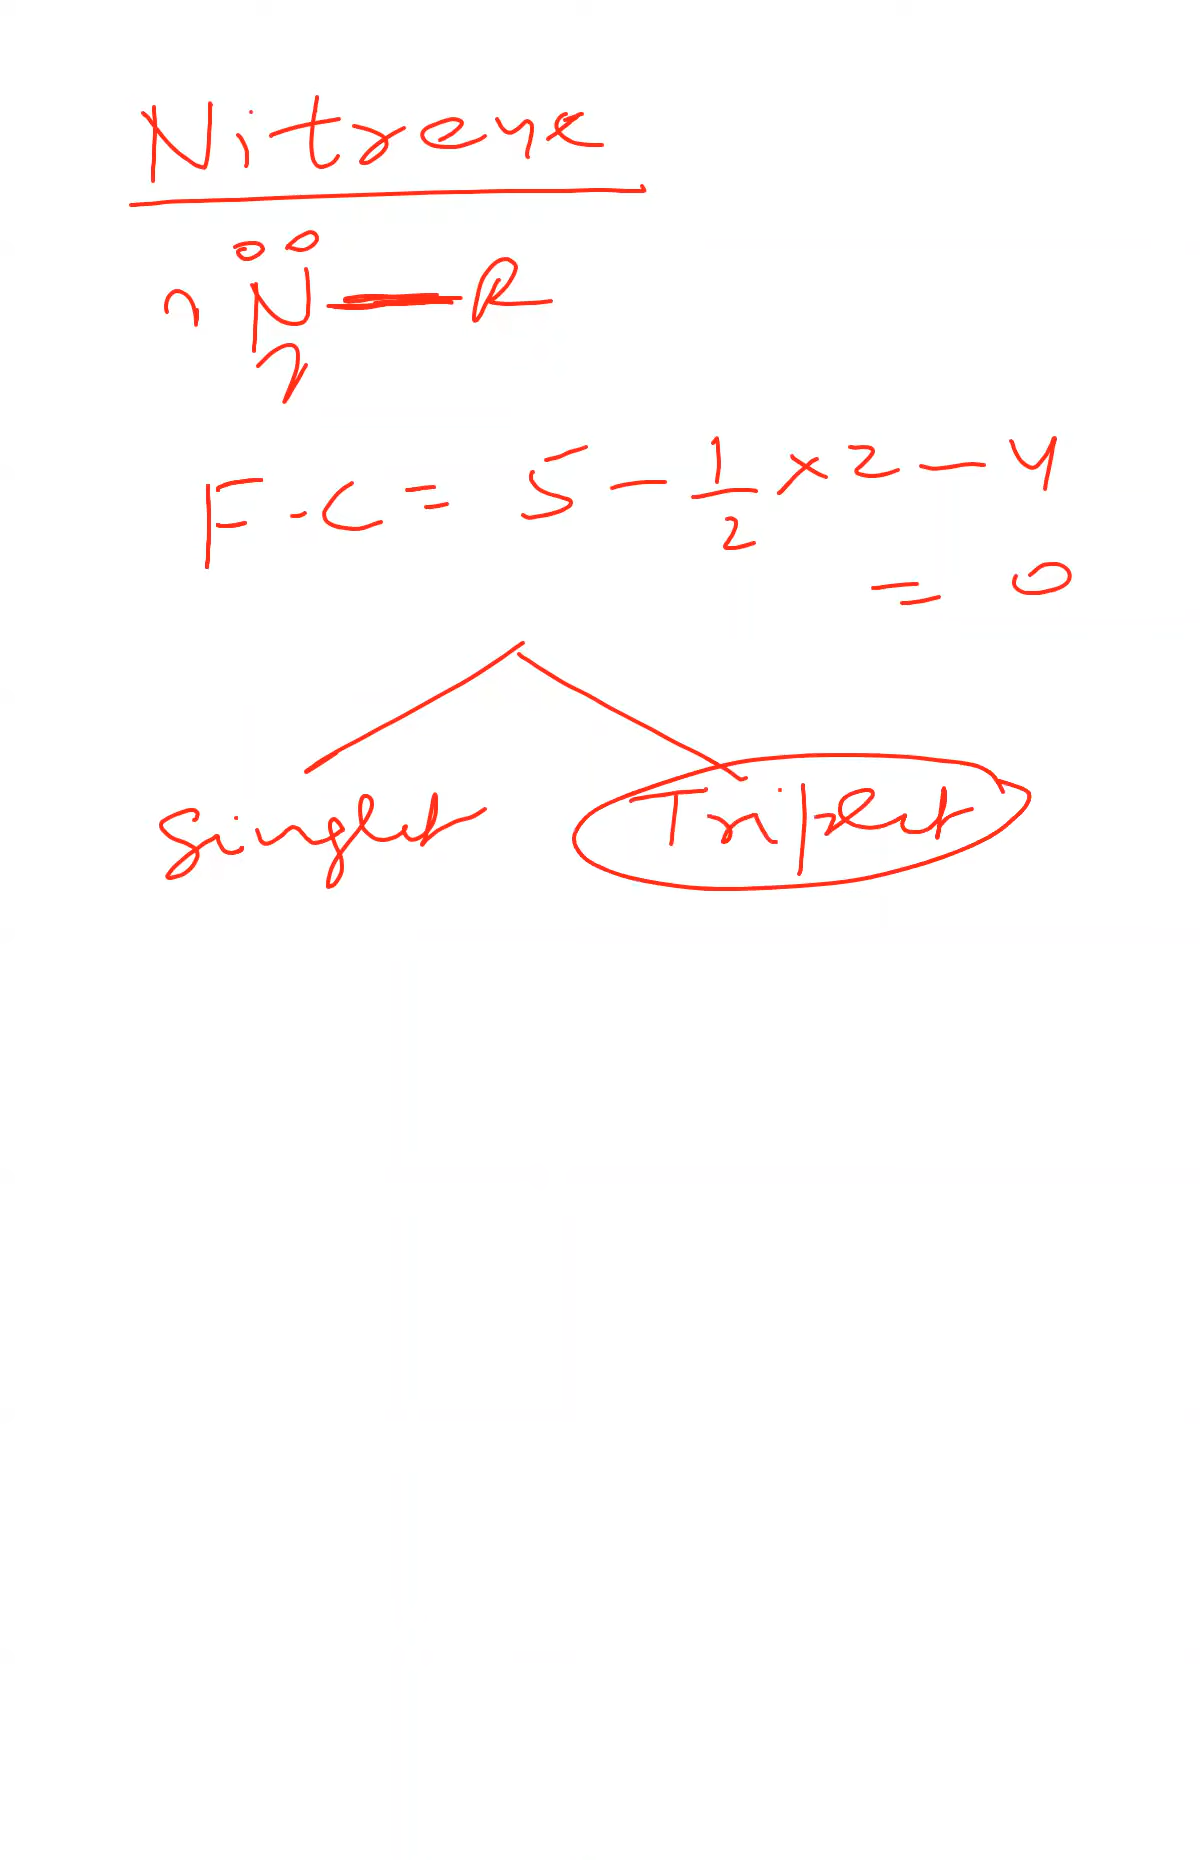 Nitrene
N — R
F.C = 5 - 1/2 × 2 - 4
= 0
Singlet Triplet